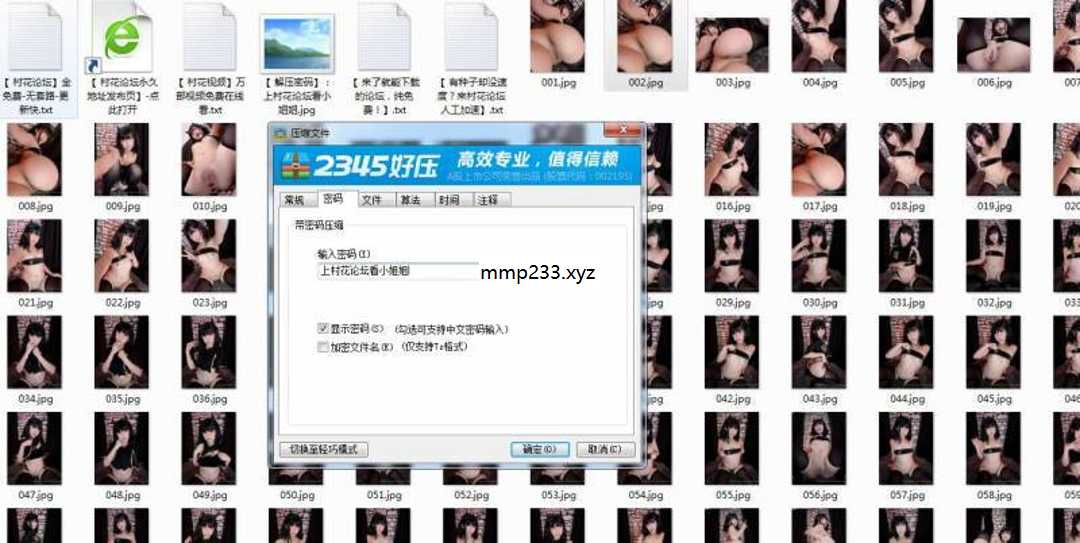 【 村花论坛】全
免费-无套路-更
新快.txt
【 村花论坛永久
地址发布页】-点
此打开
【 村花视频】万
部视频免费在线
看.txt
【 解压密码】：
上村花论坛看小
姐姐.jpg
【 来了就能下载
的论坛，纯免
费！】.txt
【 有种子却没速
度？来村花论坛
人工加速】.txt
001.jpg
002.jpg
003.jpg
004.jpg
005.jpg
006.jpg
008.jpg
009.jpg
010.jpg
016.jpg
017.jpg
018.jpg
019.jpg
021.jpg
022.jpg
023.jpg
029.jpg
030.jpg
031.jpg
032.jpg
034.jpg
035.jpg
036.jpg
042.jpg
043.jpg
044.jpg
045.jpg
047.jpg
048.jpg
049.jpg
050.jpg
051.jpg
052.jpg
053.jpg
054.jpg
055.jpg
056.jpg
057.jpg
058.jpg
压缩文件
2345好压
高效专业，值得信赖
A股上市公司荣誉出品 (股票代码：002195)
常规 密码 文件 算法 时间 注释
带密码压缩
输入密码(I)
上村花论坛看小姐姐
mmp233.xyz
显示密码(S) (勾选可支持中文密码输入)
加密文件名(E) (仅支持7z格式)
切换至轻巧模式
确定(O)
取消(C)